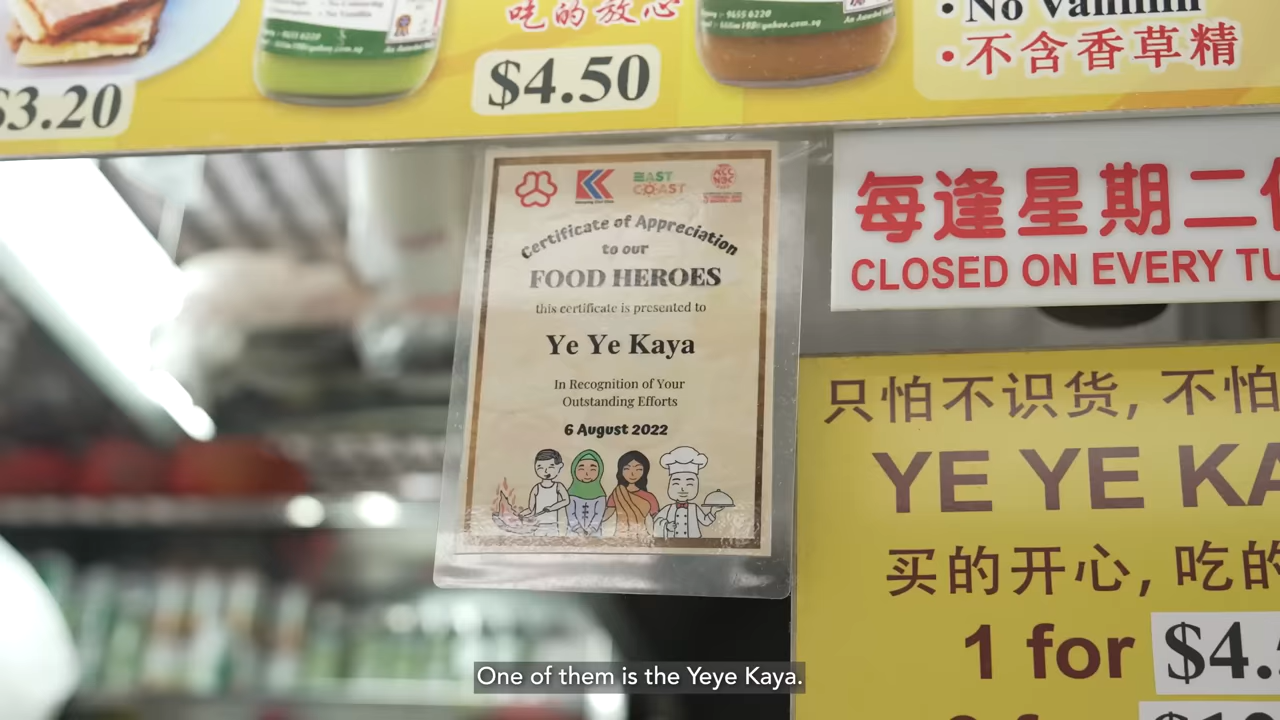 吃的放心
No Vanillin
不含香草精
$3.20
$4.50
EAST
COAST
Certificate of Appreciation
to our
FOOD HEROES
this certificate is presented to
Ye Ye Kaya
In Recognition of Your
Outstanding Efforts
6 August 2022
每逢星期二
CLOSED ON EVERY
只怕不识货, 不怕
YE YE
买的开心, 吃的
1 for $4.
One of them is the Yeye Kaya.